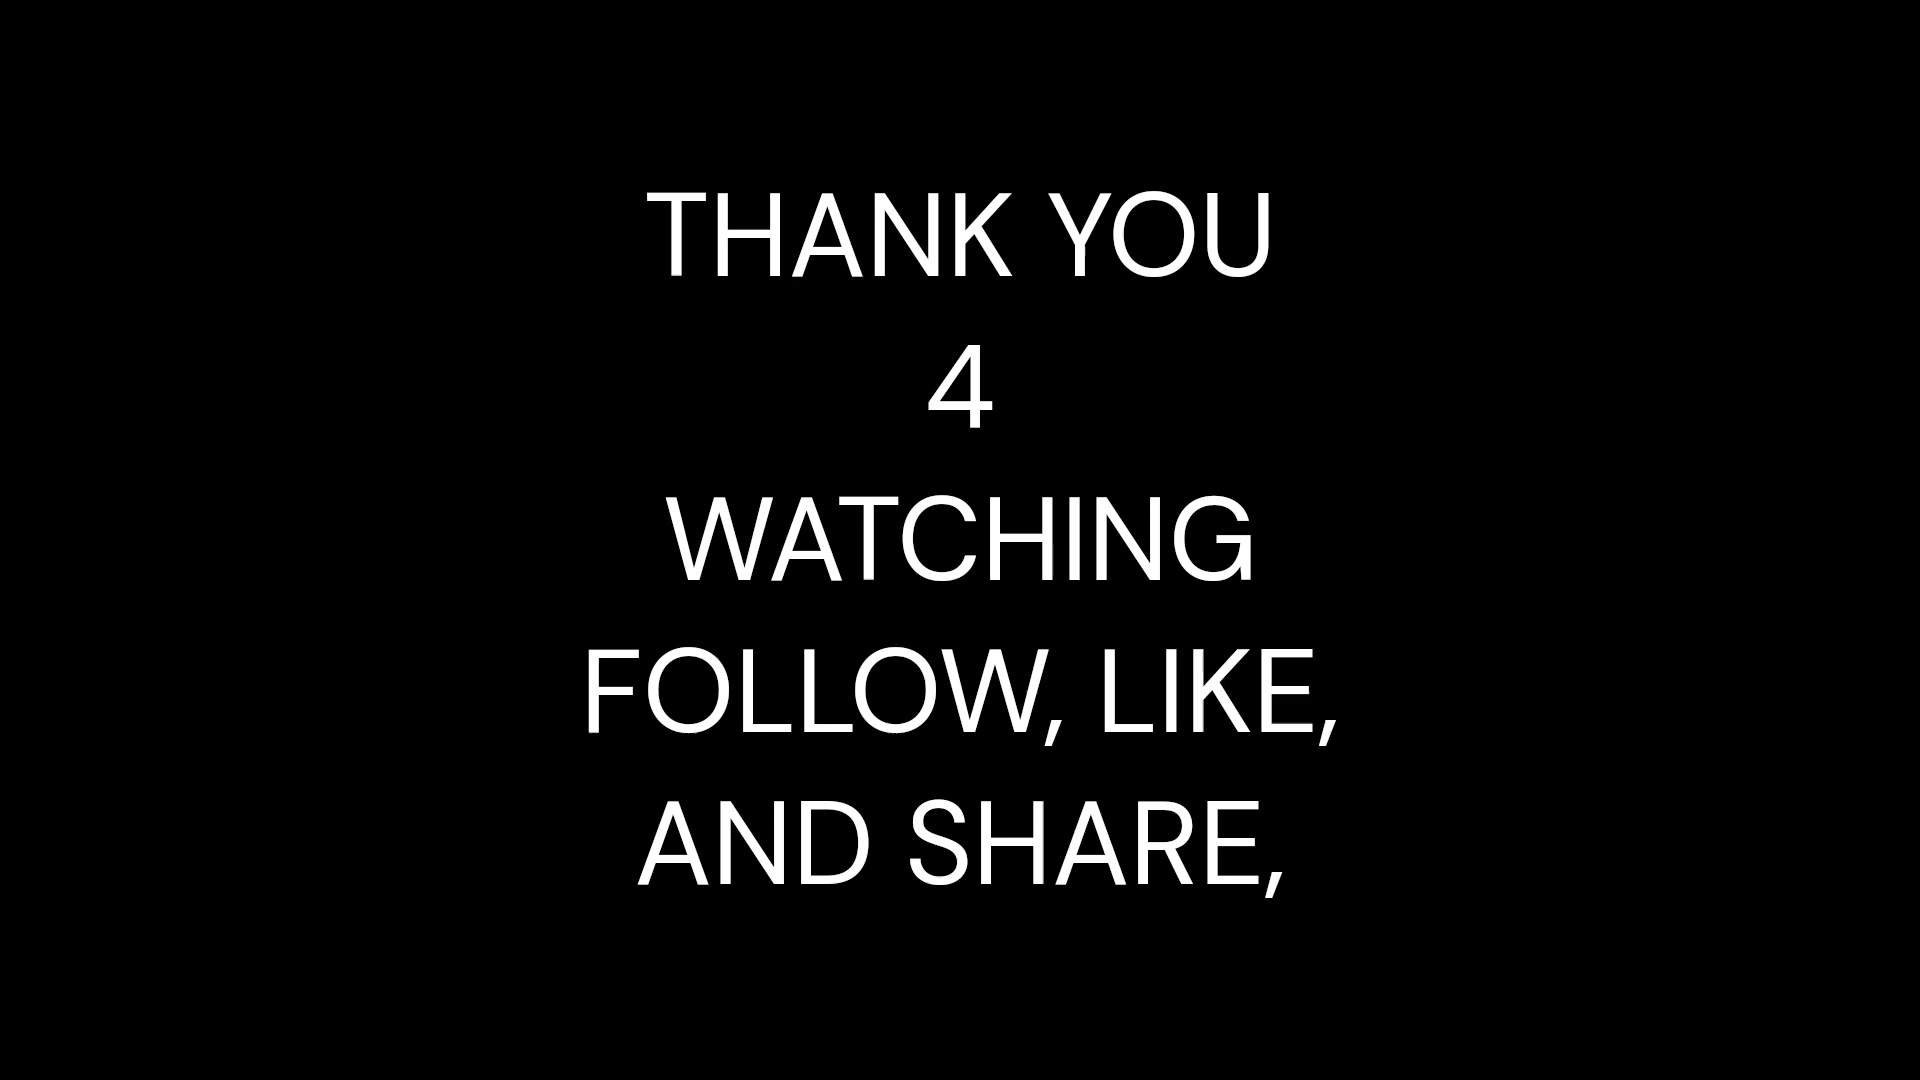 THANK YOU
4
WATCHING
FOLLOW, LIKE,
AND SHARE,